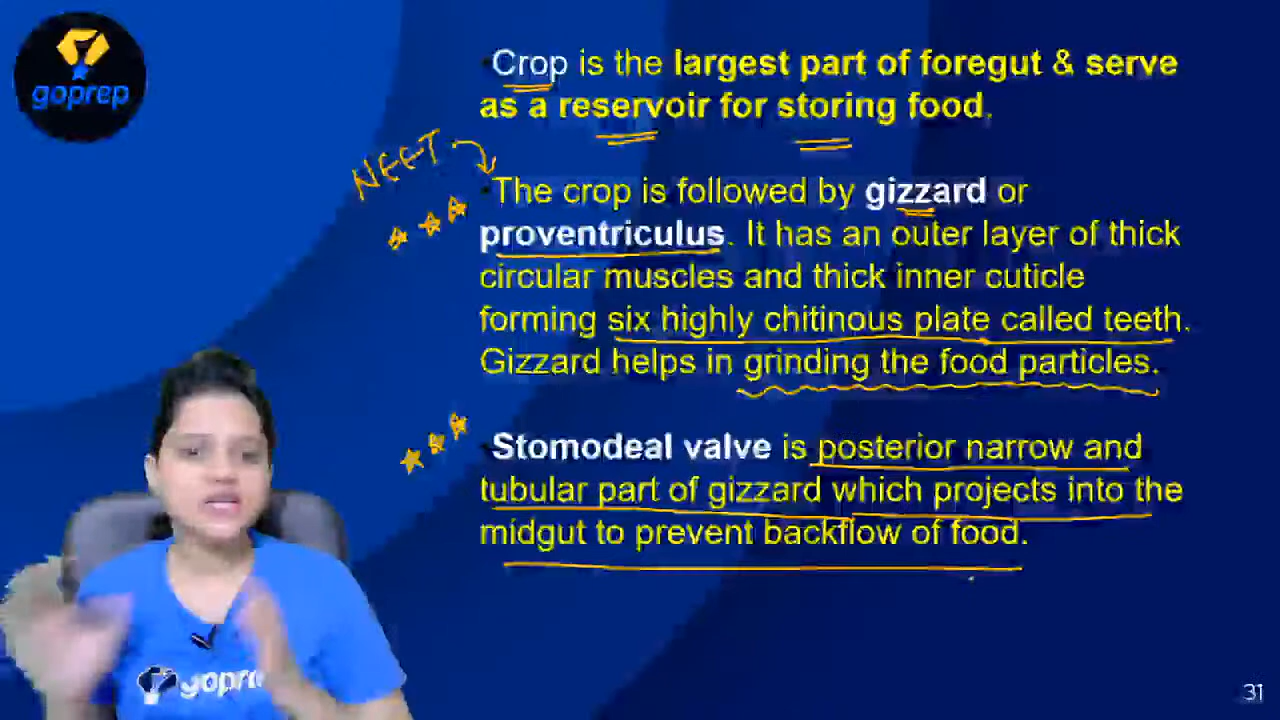 goprep
Crop is the largest part of foregut & serve
as a reservoir for storing food.
NEET
The crop is followed by gizzard or
proventriculus. It has an outer layer of thick
circular muscles and thick inner cuticle
forming six highly chitinous plate called teeth.
Gizzard helps in grinding the food particles.
Stomodeal valve is posterior narrow and
tubular part of gizzard which projects into the
midgut to prevent backflow of food.
31